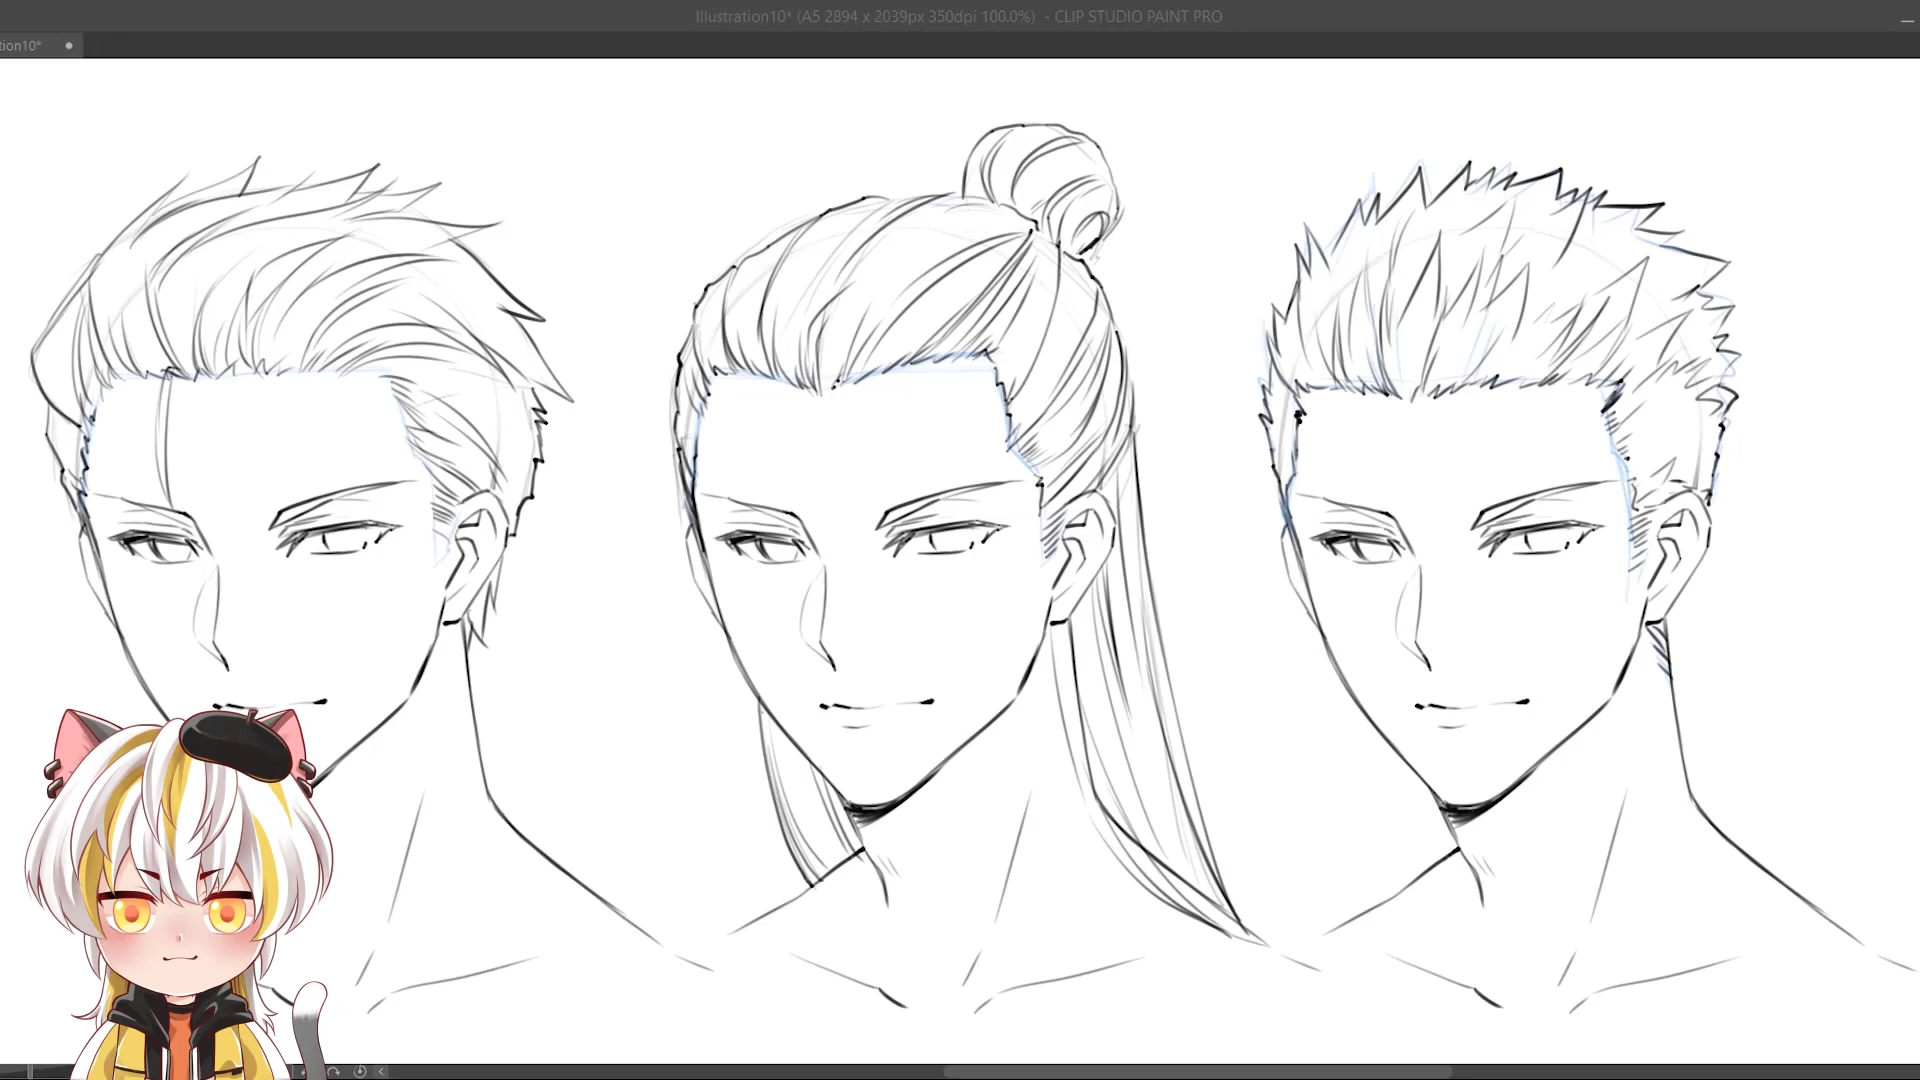 Illustration10* (A5 2894 x 2039px 350dpi 100.0%)  - CLIP STUDIO PAINT PRO
tion10*